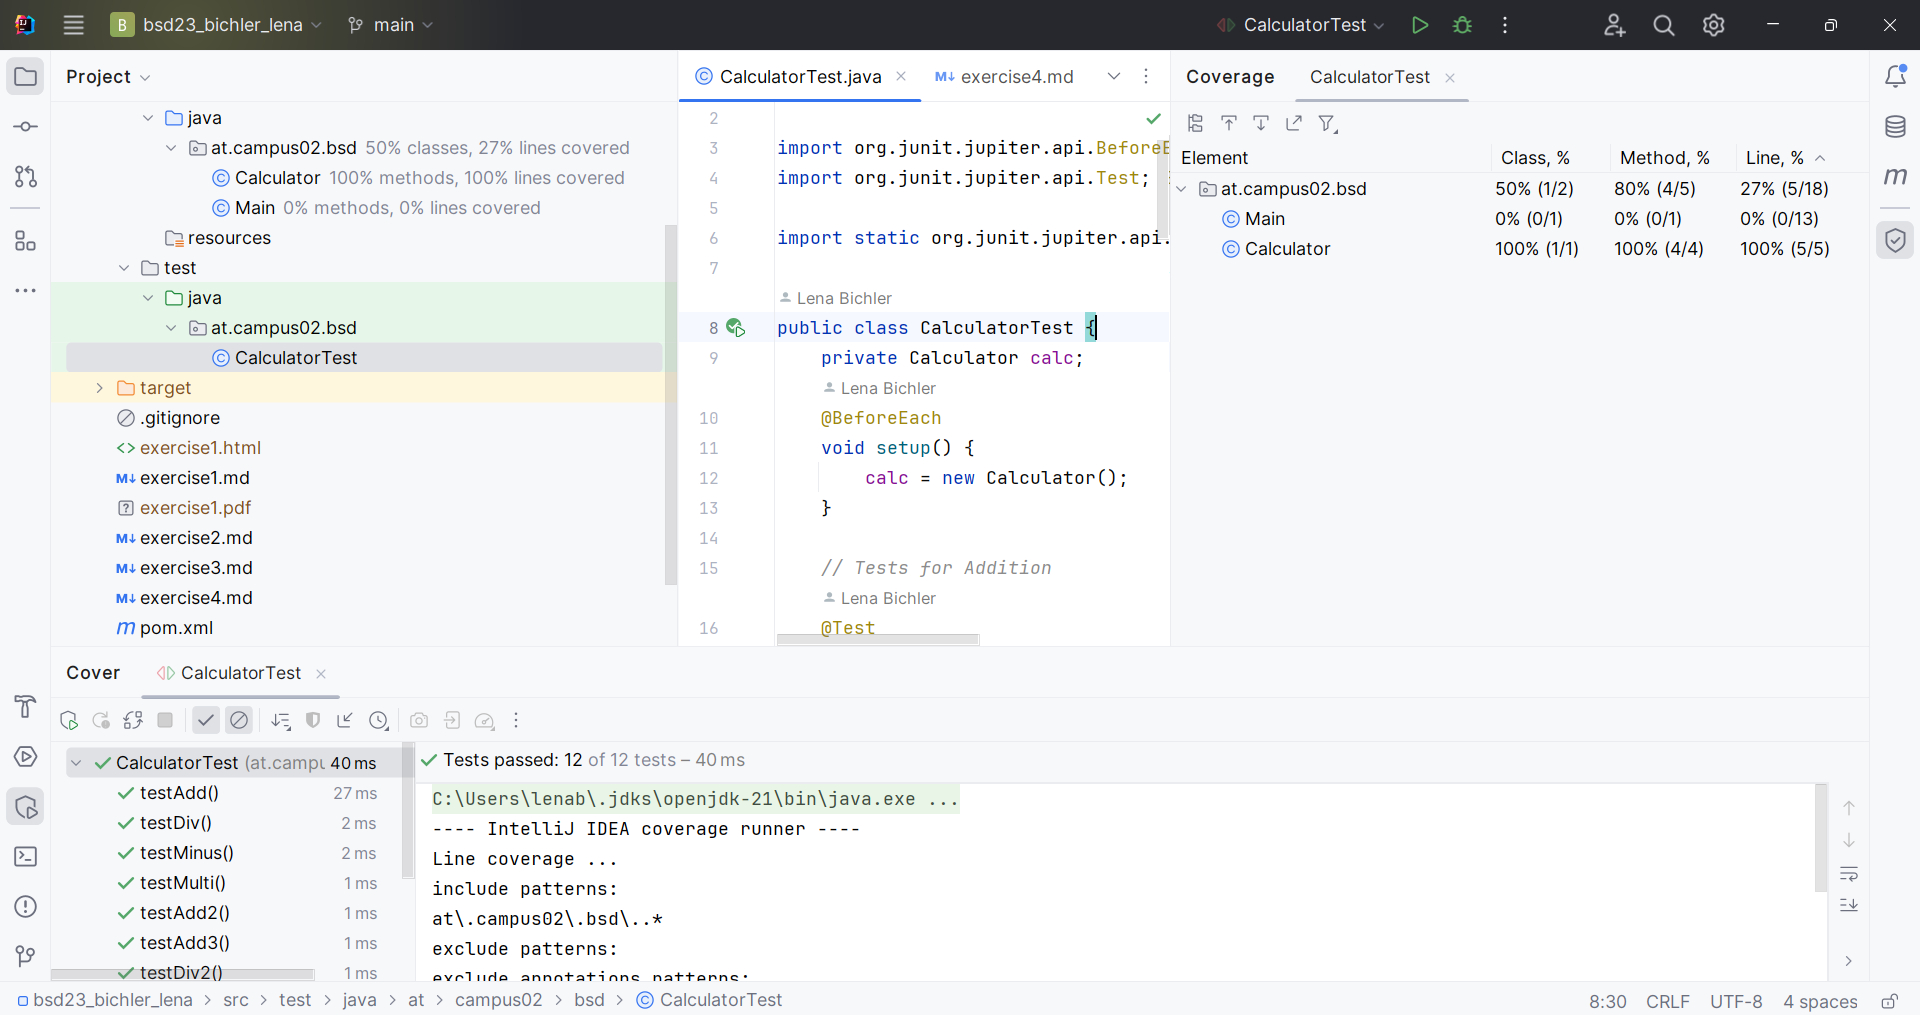 B bsd23_bichler_lena main CalculatorTest
Project
java
at.campus02.bsd 50% classes, 27% lines covered
Calculator 100% methods, 100% lines covered
Main 0% methods, 0% lines covered
resources
test
java
at.campus02.bsd
CalculatorTest
target
.gitignore
<> exercise1.html
M↓ exercise1.md
? exercise1.pdf
M↓ exercise2.md
M↓ exercise3.md
M↓ exercise4.md
m pom.xml
CalculatorTest.java M↓ exercise4.md
2
3 import org.junit.jupiter.api.BeforeE
4 import org.junit.jupiter.api.Test;
5
6 import static org.junit.jupiter.api.
7
Lena Bichler
8 public class CalculatorTest {
9 private Calculator calc;
Lena Bichler
10 @BeforeEach
11 void setup() {
12 calc = new Calculator();
13 }
14
15 // Tests for Addition
Lena Bichler
16 @Test
Coverage CalculatorTest
Element Class, % Method, % Line, %
at.campus02.bsd 50% (1/2) 80% (4/5) 27% (5/18)
Main 0% (0/1) 0% (0/1) 0% (0/13)
Calculator 100% (1/1) 100% (4/4) 100% (5/5)
m
Cover CalculatorTest
CalculatorTest (at.campu 40 ms
testAdd() 27 ms
testDiv() 2 ms
testMinus() 2 ms
testMulti() 1 ms
testAdd2() 1 ms
testAdd3() 1 ms
testDiv2() 1 ms
Tests passed: 12 of 12 tests – 40 ms
C:\Users\lenab\.jdks\openjdk-21\bin\java.exe ...
---- IntelliJ IDEA coverage runner ----
Line coverage ...
include patterns:
at\.campus02\.bsd\..*
exclude patterns:
exclude annotations patterns:
bsd23_bichler_lena > src > test > java > at > campus02 > bsd > CalculatorTest
8:30 CRLF UTF-8 4 spaces